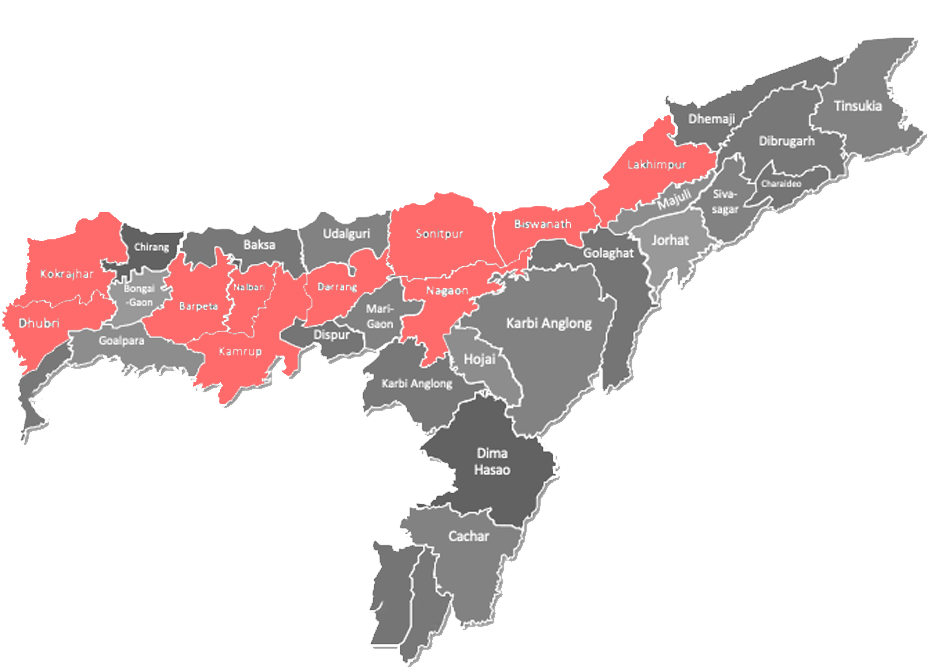 Tinsukia
Dhemaji
Dibrugarh
Lakhimpur
Charaideo
Siva-
sagar
Majuli
Biswanath
Sonitpur
Udalguri
Baksa
Chirang
Jorhat
Golaghat
Kokrajhar
Bongai
-Gaon
Nalbari
Darrang
Nagaon
Barpeta
Mari-
Gaon
Dhubri
Karbi Anglong
Dispur
Goalpara
Kamrup
Hojai
Karbi Anglong
Dima
Hasao
Cachar